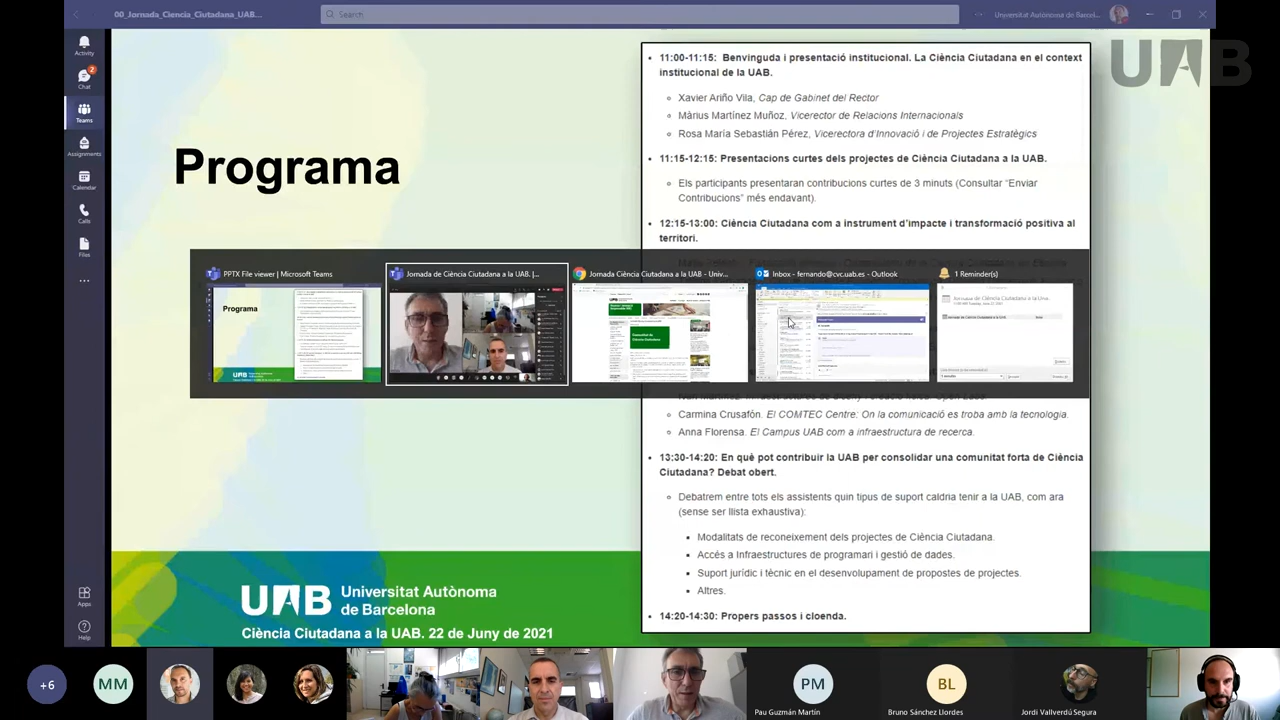 00_Jornada_Ciencia_Ciutadana_UAB...
Search
Universitat Autònoma de Barcel...
UAB
Activity
Chat
2
Teams
Assignments
Calendar
Calls
Files
Apps
Help
Programa
11:00-11:15: Benvinguda i presentació institucional. La Ciència Ciutadana en el context
institucional de la UAB.
Xavier Ariño Vila, Cap de Gabinet del Rector
Màrius Martínez Muñoz, Vicerector de Relacions Internacionals
Rosa María Sebastián Pérez, Vicerectora d'Innovació i de Projectes Estratègics
11:15-12:15: Presentacions curtes dels projectes de Ciència Ciutadana a la UAB.
Els participants presentaran contribucions curtes de 3 minuts (Consultar “Enviar
Contribucions” més endavant).
12:15-13:00: Ciència Ciutadana com a instrument d'impacte i transformació positiva al
territori.
PPTX File viewer | Microsoft Teams
Jornada de Ciència Ciutadana a la UAB. |...
Jornada Ciència Ciutadana a la UAB - Univ...
Inbox - fernando@cvc.uab.es - Outlook
1 Reminder(s)
Programa
Carmina Crusafón. El COMTEC Centre: On la comunicació es troba amb la tecnologia.
Anna Florensa. El Campus UAB com a infraestructura de recerca.
13;30-14:20: En què pot contribuir la UAB per consolidar una comunitat forta de Ciència
Ciutadana? Debat obert.
Debatrem entre tots els assistents quin tipus de suport caldria tenir a la UAB, com ara
(sense ser llista exhaustiva):
Modalitats de reconeixement dels projectes de Ciència Ciutadana.
Accés a Infraestructures de programari i gestió de dades.
Suport jurídic i tècnic en el desenvolupament de propostes de projectes.
Altres.
14:20-14:30: Propers passos i cloenda.
UAB Universitat Autònoma
de Barcelona
Ciència Ciutadana a la UAB. 22 de Juny de 2021
+6
MM
PM
BL
Pau Guzmán Martín
Bruno Sánchez Llordes
Jordi Vallverdú Segura